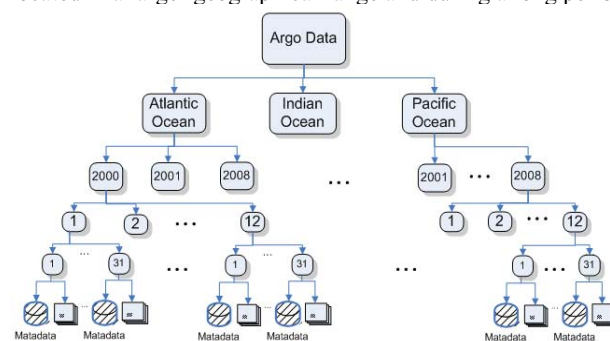 Argo Data
Atlantic
Ocean
Indian
Ocean
Pacific
Ocean
2000
2001
2008
...
2001
...
2008
1
2
...
12
1
2
...
12
1
...
31
...
1
...
31
...
1
...
31
...
...
...
Matadata
Matadata
Matadata
Matadata
Matadata
Matadata